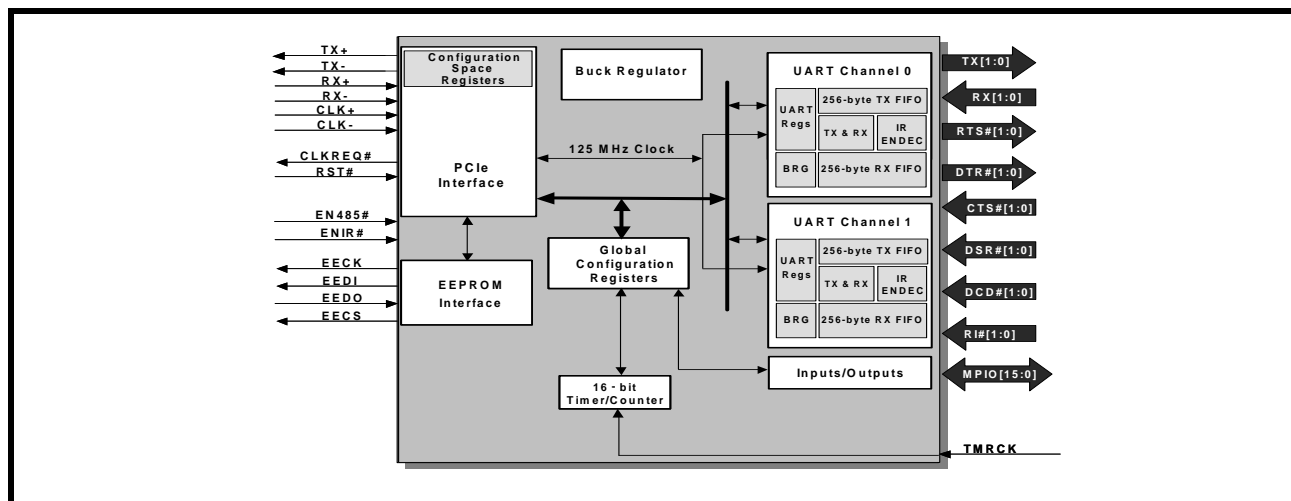 TX+
TX-
RX+
RX-
CLK+
CLK-
CLKREQ#
RST#
EN485#
ENIR#
EECK
EEDI
EEDO
EECS
Configuration
Space
Registers
PCIe
Interface
EEPROM
Interface
Buck Regulator
125 MHz Clock
Global
Configuration
Registers
16 - bit
Timer/Counter
UART Channel 0
UART
Regs
256-byte TX FIFO
TX & RX
IR
ENDEC
BRG
256-byte RX FIFO
UART Channel 1
UART
Regs
256-byte TX FIFO
TX & RX
IR
ENDEC
BRG
256-byte RX FIFO
Inputs/Outputs
TX[1:0]
RX[1:0]
RTS#[1:0]
DTR#[1:0]
CTS#[1:0]
DSR#[1:0]
DCD#[1:0]
RI#[1:0]
MPIO[15:0]
TMRCK